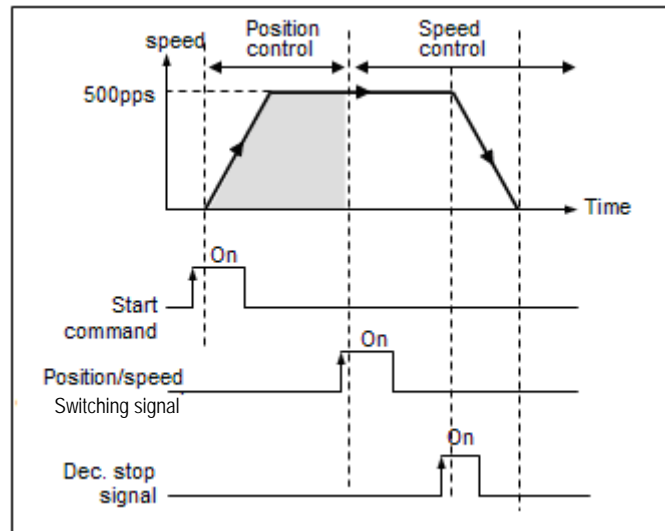 speed
Position
control
Speed
control
500pps
Time
On
Start
command
On
Position/speed
Switching signal
On
Dec. stop
signal